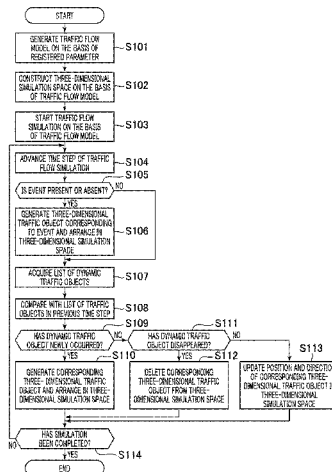 START
GENERATE TRAFFIC FLOW
MODEL ON THE BASIS OF
REGISTERED PARAMETER
S101
CONSTRUCT THREE-DIMENSIONAL
SIMULATION SPACE ON THE BASIS
OF TRAFFIC FLOW MODEL
S102
START TRAFFIC FLOW
SIMULATION ON THE BASIS
OF TRAFFIC FLOW MODEL
S103
ADVANCE TIME STEP OF TRAFFIC
FLOW SIMULATION
S104
S105
IS EVENT PRESENT OR ABSENT?
NO
YES
GENERATE THREE-DIMENSIONAL
TRAFFIC OBJECT CORRESPONDING
TO EVENT AND ARRANGE IN
THREE-DIMENSIONAL SIMULATION
SPACE
S106
ACQUIRE LIST OF DYNAMIC
TRAFFIC OBJECTS
S107
COMPARE WITH LIST OF TRAFFIC
OBJECTS IN PREVIOUS TIME STEP
S108
S109
HAS DYNAMIC TRAFFIC
OBJECT NEWLY OCCURRED?
NO
YES
S110
GENERATE CORRESPONDING
THREE-DIMENSIONAL TRAFFIC
OBJECT AND ARRANGE IN THREE-
DIMENSIONAL SIMULATION SPACE
S111
HAS DYNAMIC TRAFFIC
OBJECT DISAPPEARED?
NO
YES
S112
DELETE CORRESPONDING
THREE-DIMENSIONAL TRAFFIC
OBJECT FROM THREE-DIMENSIONAL
SIMULATION SPACE
S113
UPDATE POSITION AND DIRECTION
OF CORRESPONDING THREE-
DIMENSIONAL TRAFFIC OBJECT I
THREE-DIMENSIONAL
SIMULATION SPACE
HAS SIMULATION
BEEN COMPLETED?
NO
S114
YES
END